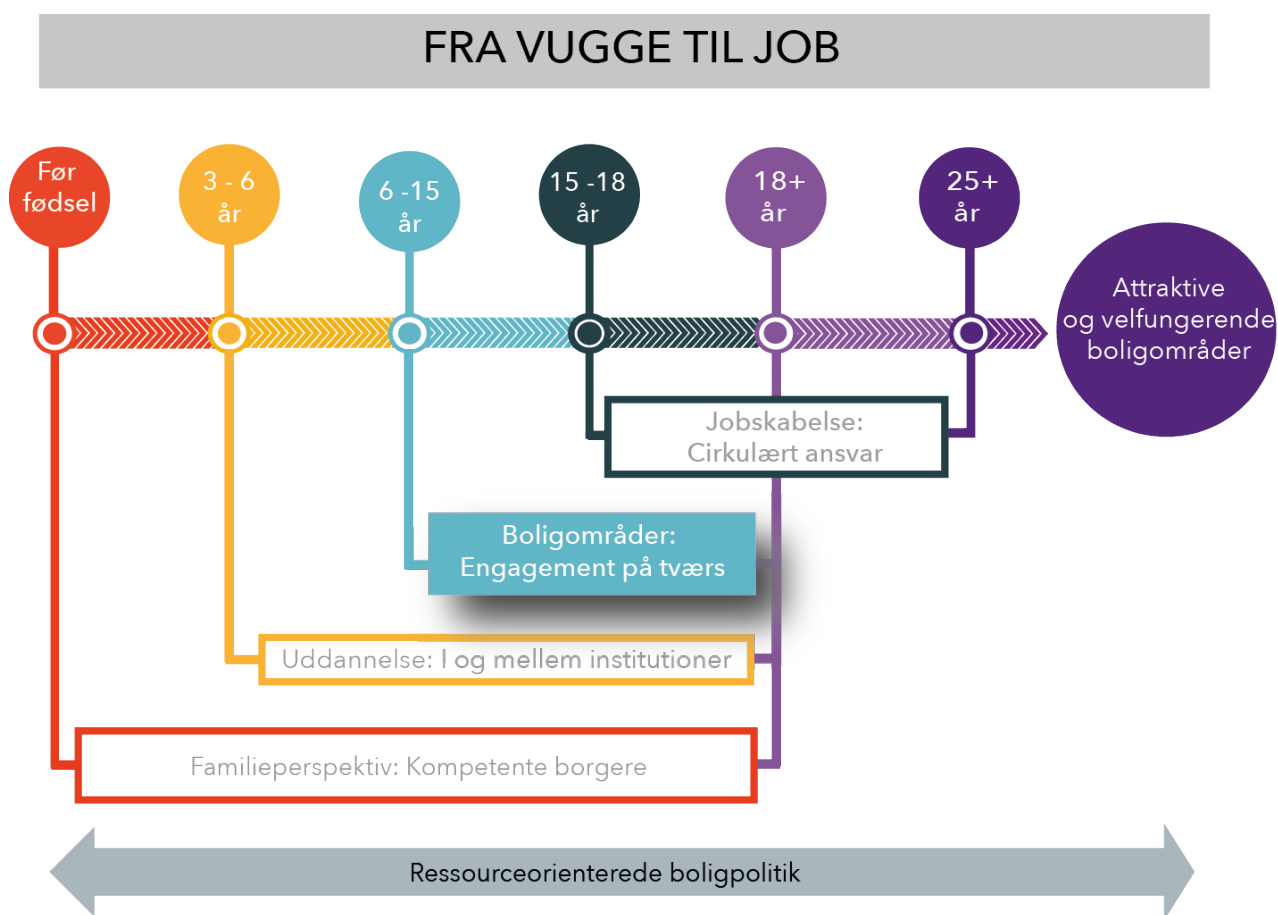 FRA VUGGE TIL JOB
Før
fødsel
3 - 6
år
6 -15
år
15 -18
år
18+
år
25+
år
Attraktive
og velfungerende
boligområder
Jobskabelse:
Cirkulært ansvar
Boligområder:
Engagement på tværs
Uddannelse: I og mellem institutioner
Familieperspektiv: Kompetente borgere
Ressourceorienterede boligpolitik